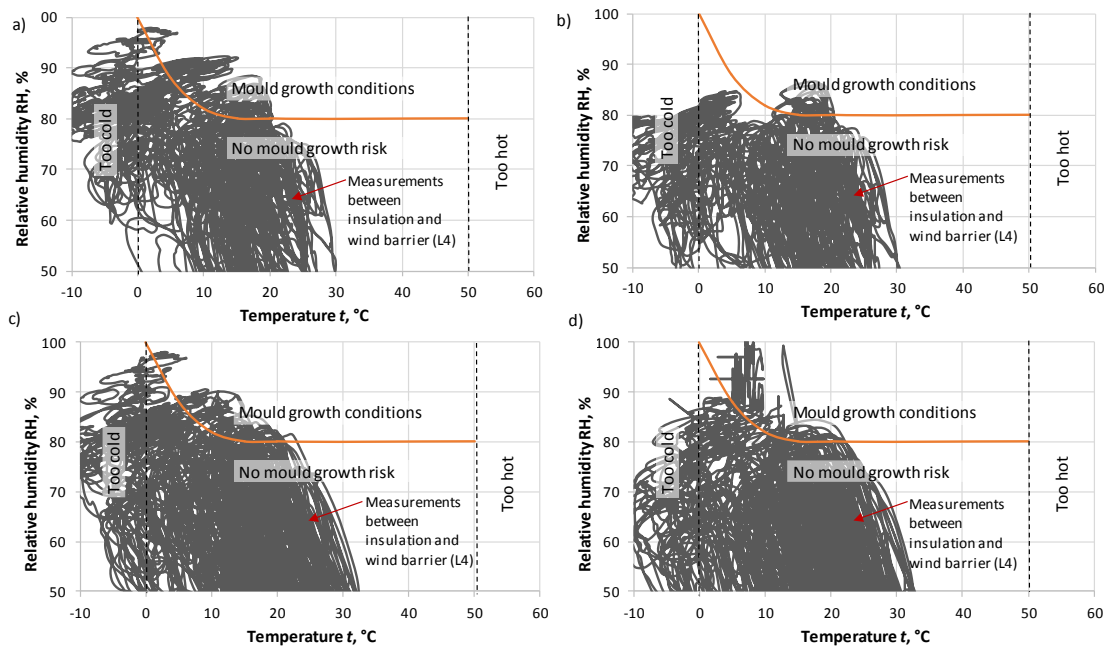 a)
Relative humidity RH, %
00
90
80
70
60
50
Too cold
Mould growth conditions
No mould growth risk
Measurements
between
insulation and
wind barrier (L4)
Too hot
-10 0 10 20 30 40 50 60
Temperature t, °C
b)
Relative humidity RH, %
100
90
80
70
60
50
Too cold
Mould growth conditions
No mould growth risk
Measurements
between
insulation and
wind barrier (L4)
Too hot
-10 0 10 20 30 40 50 60
Temperature t, °C
c)
Relative humidity RH, %
100
90
80
70
60
50
Too cold
Mould growth conditions
No mould growth risk
Measurements
between
insulation and
wind barrier (L4)
Too hot
-10 0 10 20 30 40 50 60
Temperature t, °C
d)
Relative humidity RH, %
100
90
80
70
60
50
Too cold
Mould growth conditions
No mould growth risk
Measurements
between
insulation and
wind barrier (L4)
Too hot
-10 0 10 20 30 40 50 60
Temperature t, °C